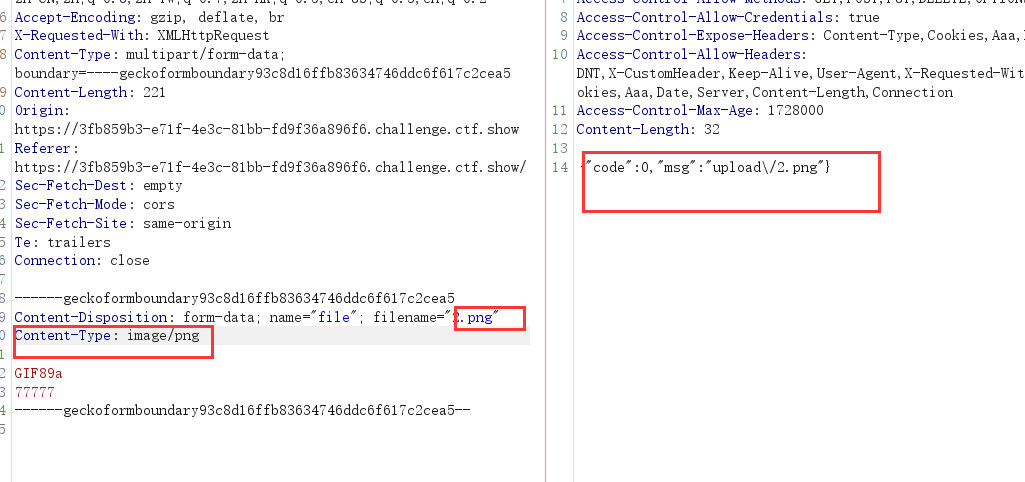 Accept-Encoding: gzip, deflate, br
X-Requested-With: XMLHttpRequest
Content-Type: multipart/form-data;
boundary=----geckoformboundary93c8d16ffb83634746ddc6f617c2cea5
Content-Length: 221
Origin:
https://3fb859b3-e71f-4e3c-81bb-fd9f36a896f6.challenge.ctf.show
Referer:
https://3fb859b3-e71f-4e3c-81bb-fd9f36a896f6.challenge.ctf.show/
Sec-Fetch-Dest: empty
Sec-Fetch-Mode: cors
Sec-Fetch-Site: same-origin
Te: trailers
Connection: close
------geckoformboundary93c8d16ffb83634746ddc6f617c2cea5
Content-Disposition: form-data; name="file"; filename="2.png"
Content-Type: image/png
GIF89a
77777
------geckoformboundary93c8d16ffb83634746ddc6f617c2cea5--
8 Access-Control-Allow-Credentials: true
9 Access-Control-Expose-Headers: Content-Type,Cookies,Aaa,
10 Access-Control-Allow-Headers:
DNT,X-CustomHeader,Keep-Alive,User-Agent,X-Requested-Wit
okies,Aaa,Date,Server,Content-Length,Connection
11 Access-Control-Max-Age: 1728000
12 Content-Length: 32
13
14 {"code":0,"msg":"upload\/2.png"}